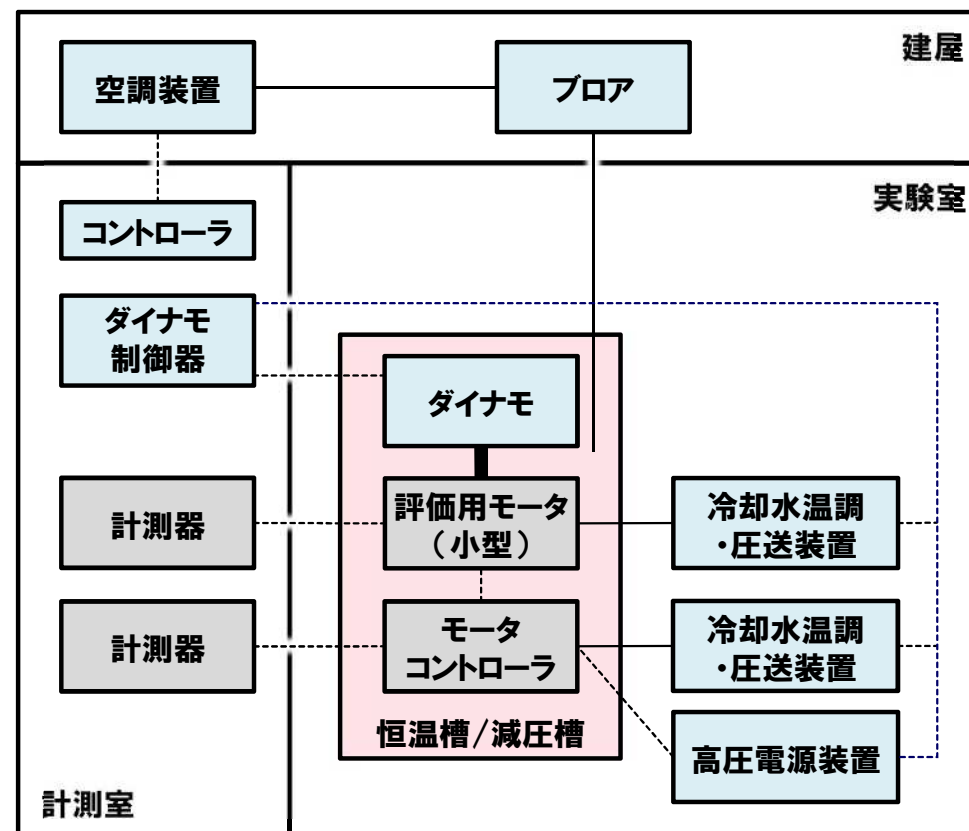 建屋
空調装置
ブロア
実験室
コントローラ
ダイナモ
制御器
ダイナモ
計測器
評価用モータ
（小型）
冷却水温調
・圧送装置
計測器
モータ
コントローラ
冷却水温調
・圧送装置
恒温槽/減圧槽
高圧電源装置
計測室